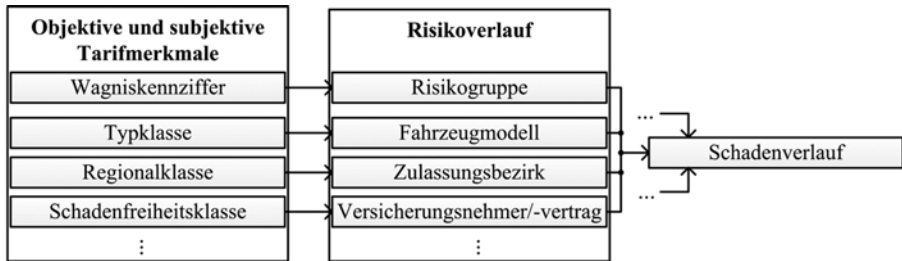 Objektive und subjektive
Tarifmerkmale
Wagniskennziffer
Typklasse
Regionalklasse
Schadenfreiheitsklasse
⋮
Risikoverlauf
Risikogruppe
Fahrzeugmodell
Zulassungsbezirk
Versicherungsnehmer/-vertrag
⋮
...
Schadenverlauf
...